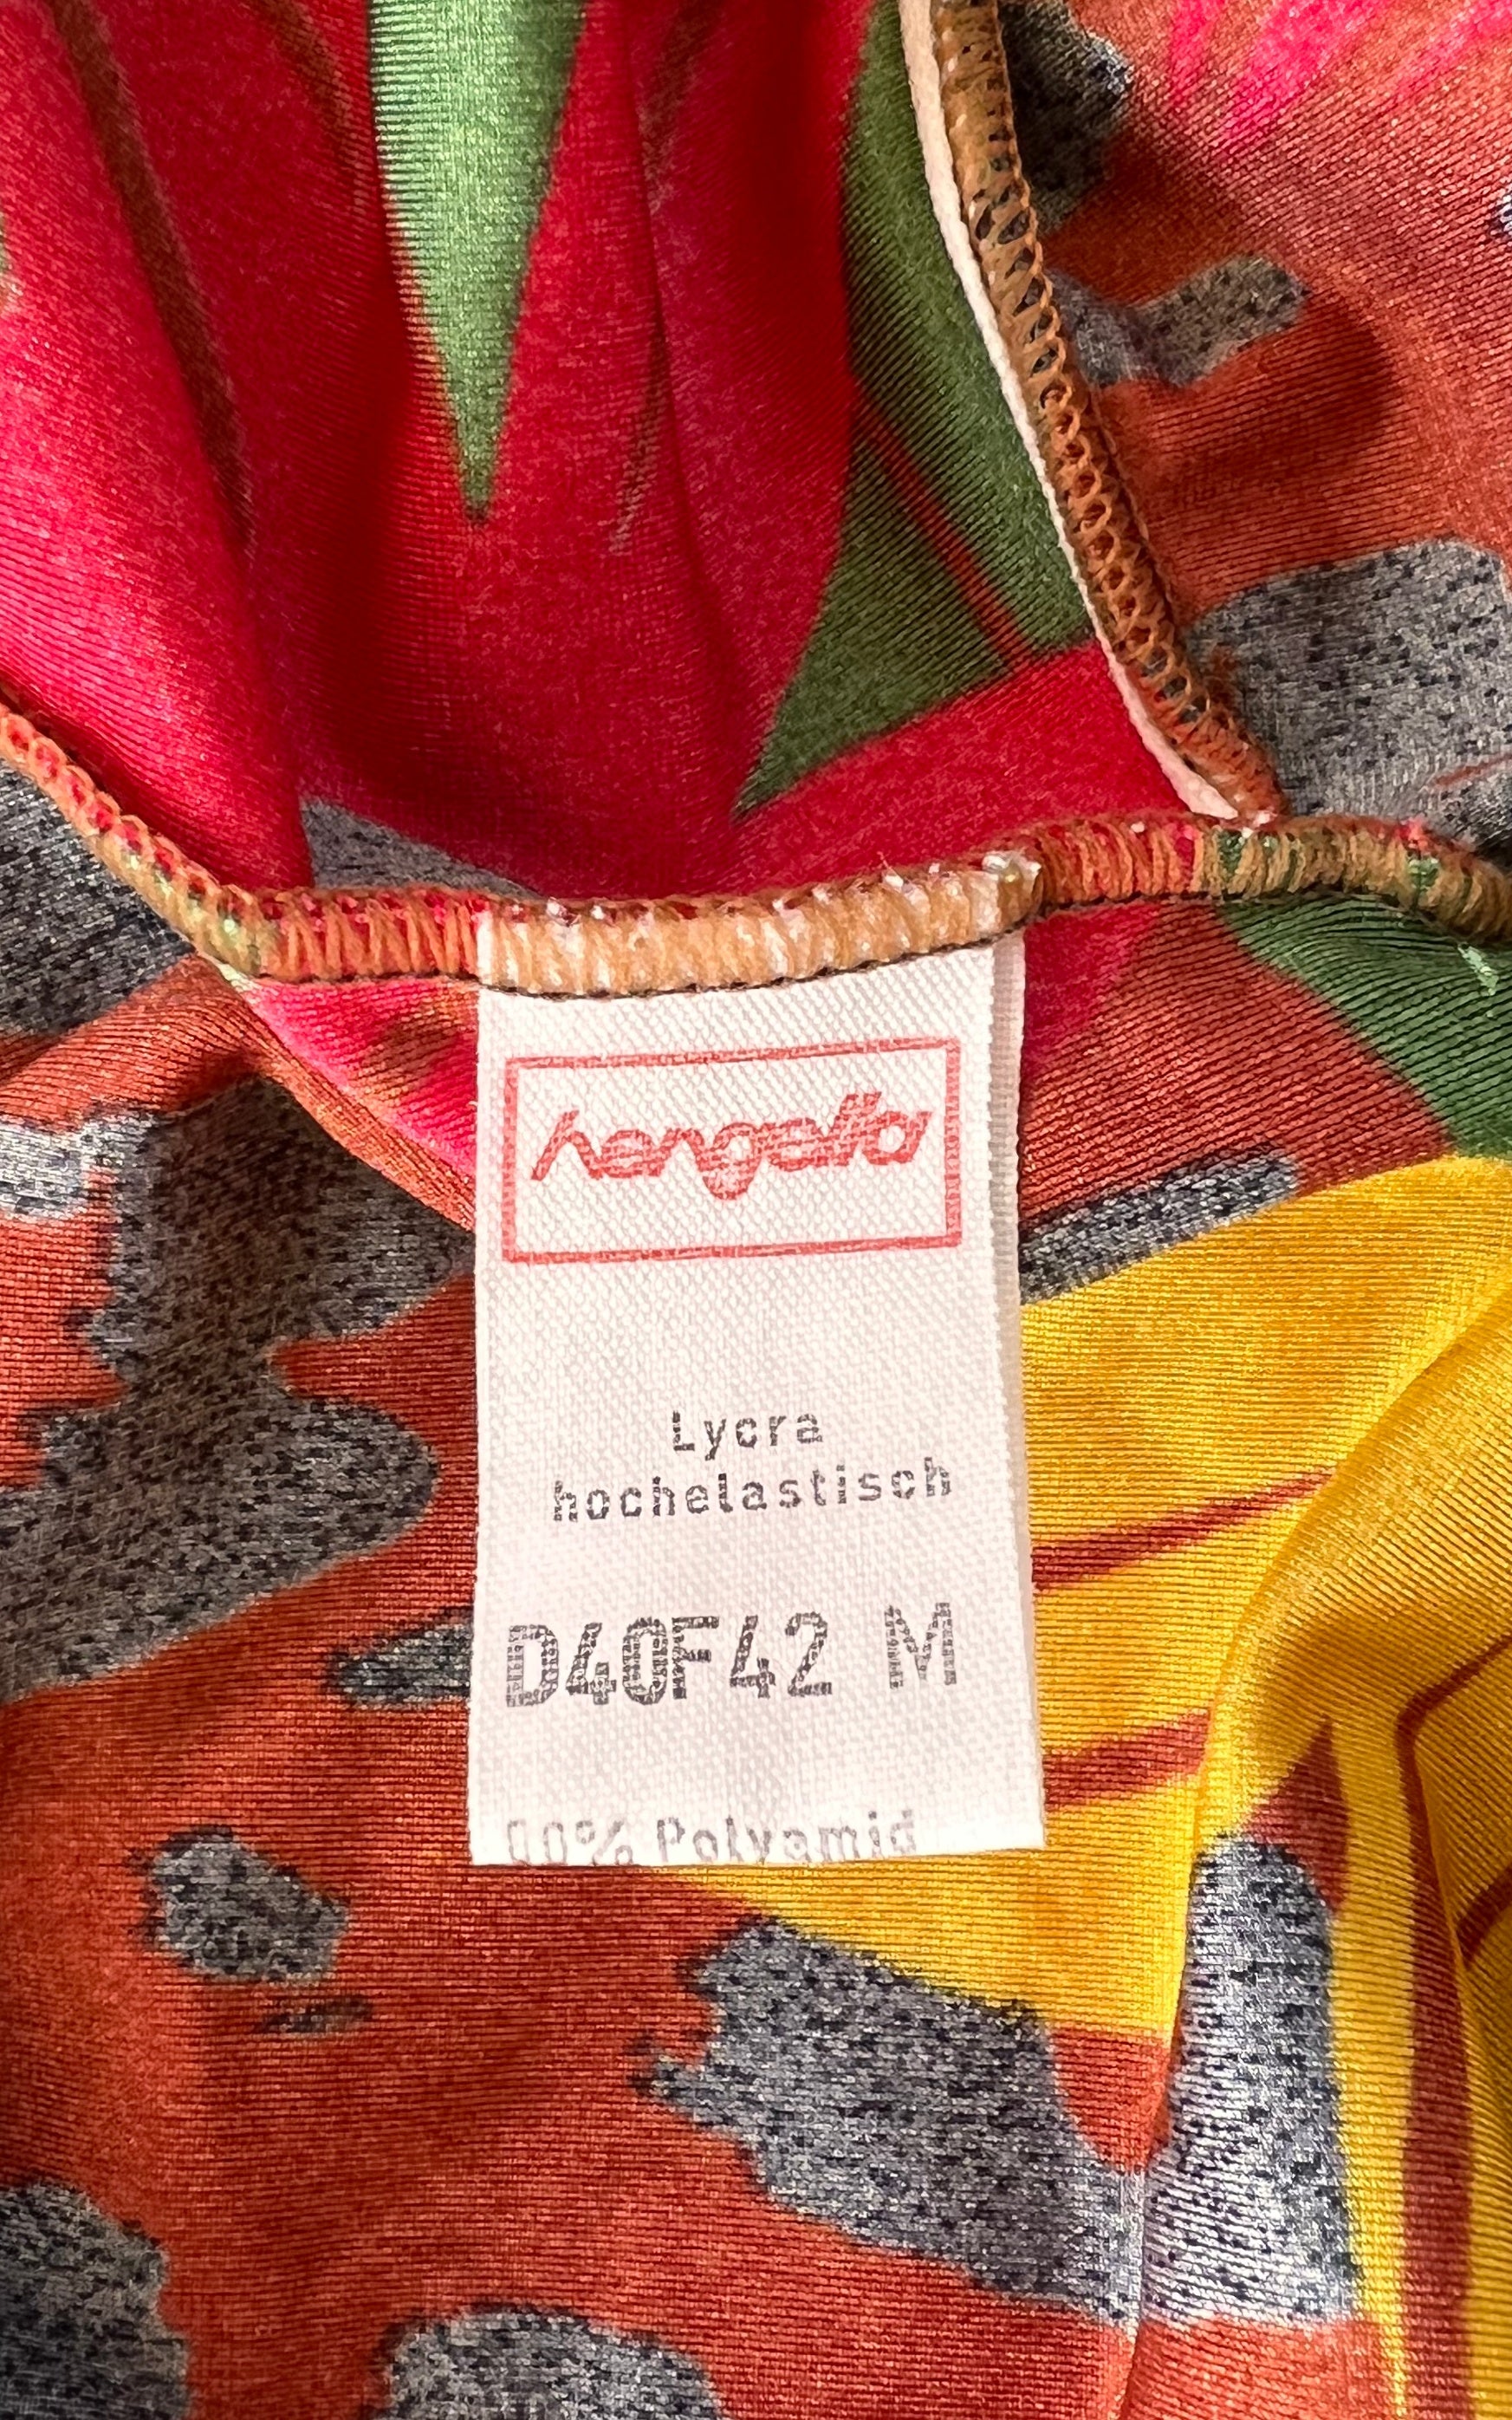 hengella
Lycra
hochelastisch
D40F42 M
Polyamid